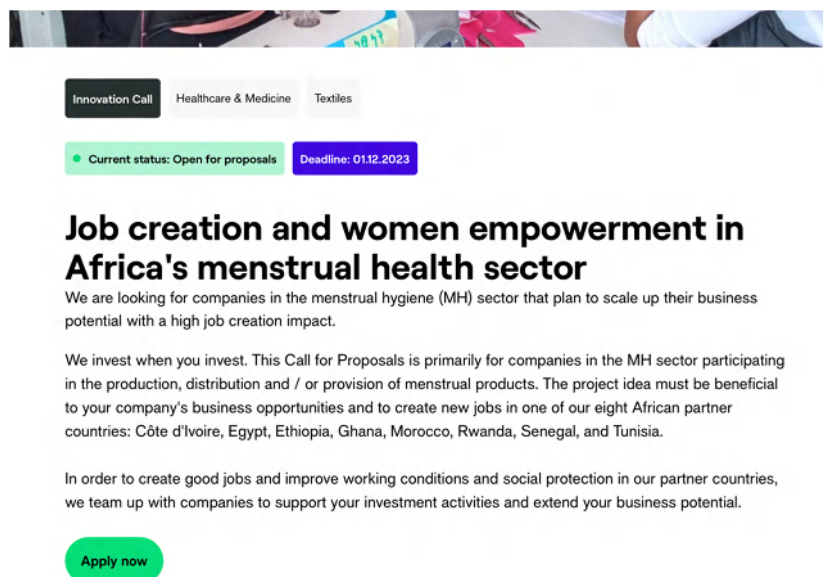 Innovation Call
Healthcare & Medicine
Textiles
Current status: Open for proposals
Deadline: 01.12.2023
Job creation and women empowerment in
Africa's menstrual health sector
We are looking for companies in the menstrual hygiene (MH) sector that plan to scale up their business
potential with a high job creation impact.
We invest when you invest. This Call for Proposals is primarily for companies in the MH sector participating
in the production, distribution and / or provision of menstrual products. The project idea must be beneficial
to your company's business opportunities and to create new jobs in one of our eight African partner
countries: Côte d'Ivoire, Egypt, Ethiopia, Ghana, Morocco, Rwanda, Senegal, and Tunisia.
In order to create good jobs and improve working conditions and social protection in our partner countries,
we team up with companies to support your investment activities and extend your business potential.
Apply now